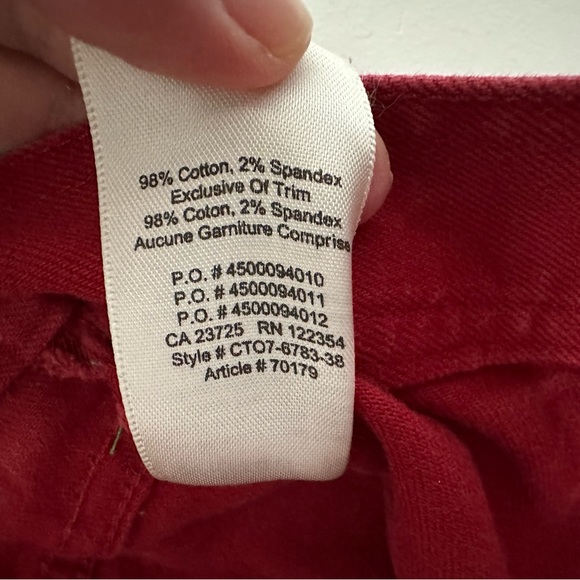 98% Cotton, 2% Spandex
Exclusive Of Trim
98% Coton, 2% Spandex
Aucune Garniture Comprise
P.O. # 4500094010
P.O. # 4500094011
P.O. # 4500094012
CA 23725 RN 122354
Style # CTO7-6783-38
Article # 70179